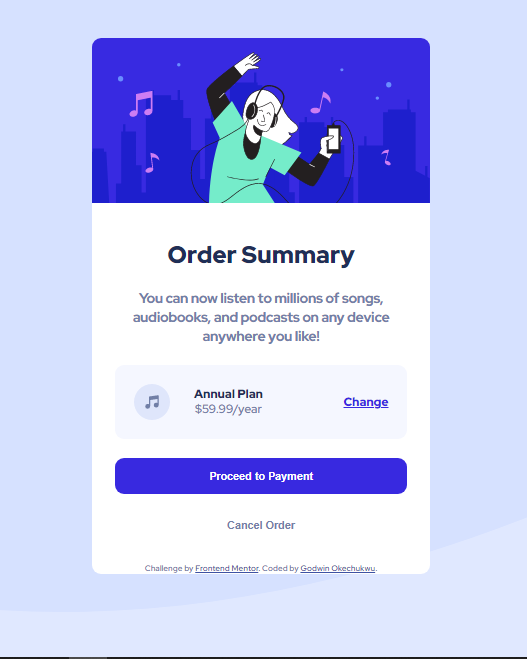 Order Summary
You can now listen to millions of songs,
audiobooks, and podcasts on any device
anywhere you like!
Annual Plan
$59.99/year
Change
Proceed to Payment
Cancel Order
Challenge by Frontend Mentor. Coded by Godwin Okechukwu.